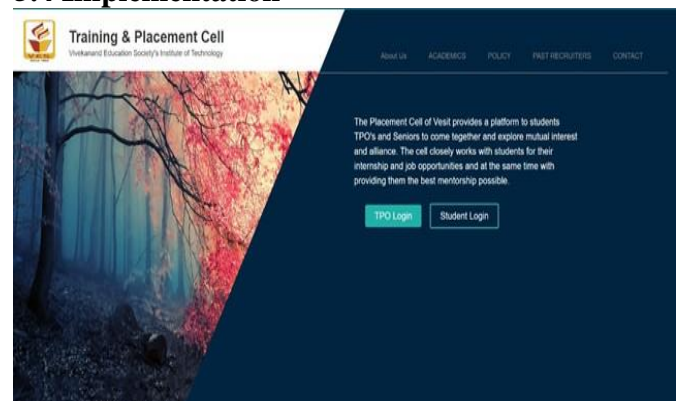 Training & Placement Cell
Vivekanand Education Society's Institute of Technology
About Us ACADEMICS POLICY PAST RECRUITERS CONTACT
The Placement Cell of Vesit provides a platform to students
TPO's and Seniors to come together and explore mutual interest
and alliance. The cell closely works with students for their
internship and job opportunities and at the same time with
providing them the best mentorship possible.
TPO Login Student Login